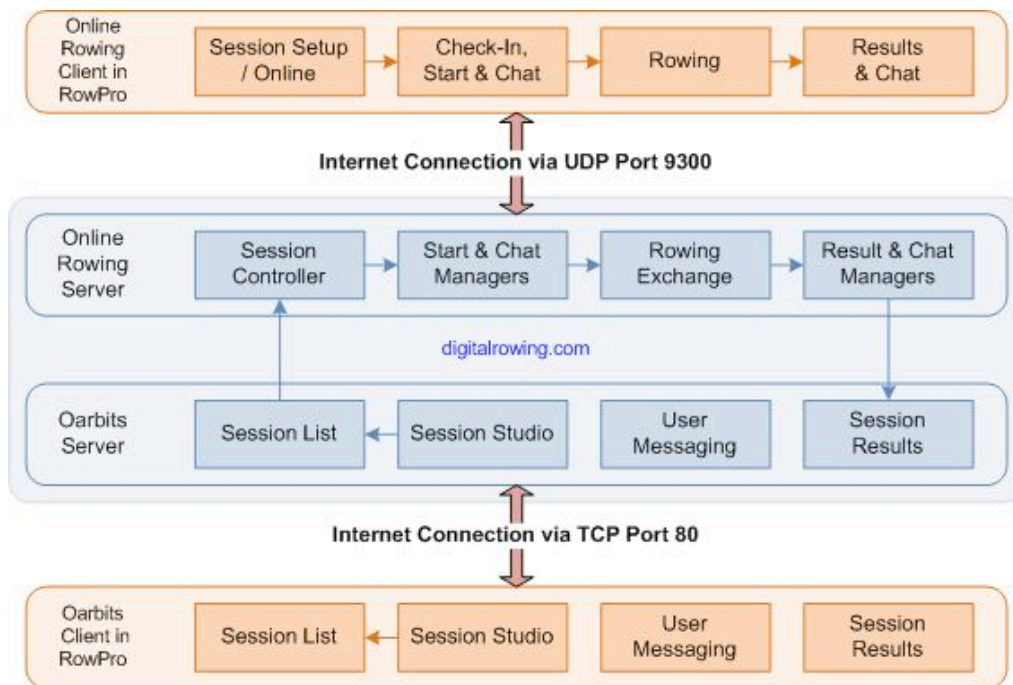 Online
Rowing
Client in
RowPro
Session Setup
/ Online
Check-In,
Start & Chat
Rowing
Results
& Chat
Internet Connection via UDP Port 9300
Online
Rowing
Server
Session
Controller
Start & Chat
Managers
Rowing
Exchange
Result & Chat
Managers
digitalrowing.com
Oarbits
Server
Session List
Session Studio
User
Messaging
Session
Results
Internet Connection via TCP Port 80
Oarbits
Client in
RowPro
Session List
Session Studio
User
Messaging
Session
Results